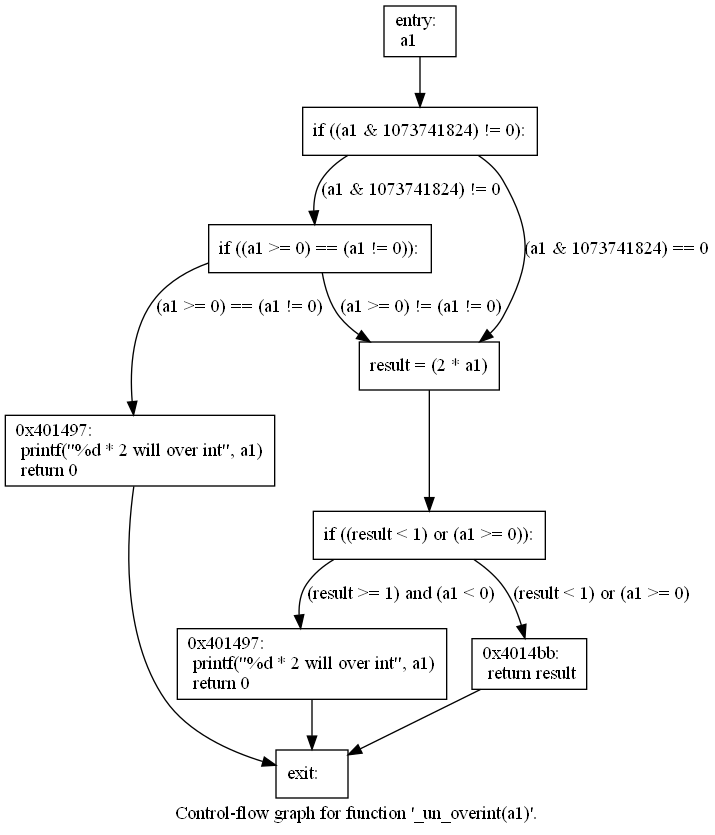 entry:
a1
if ((a1 & 1073741824) != 0):
(a1 & 1073741824) != 0
(a1 & 1073741824) == 0
if ((a1 >= 0) == (a1 != 0)):
(a1 >= 0) == (a1 != 0)
(a1 >= 0) != (a1 != 0)
result = (2 * a1)
0x401497:
printf("%d * 2 will over int", a1)
return 0
if ((result < 1) or (a1 >= 0)):
(result >= 1) and (a1 < 0)
(result < 1) or (a1 >= 0)
0x401497:
printf("%d * 2 will over int", a1)
return 0
0x4014bb:
return result
exit:
Control-flow graph for function '_un_overint(a1)'.